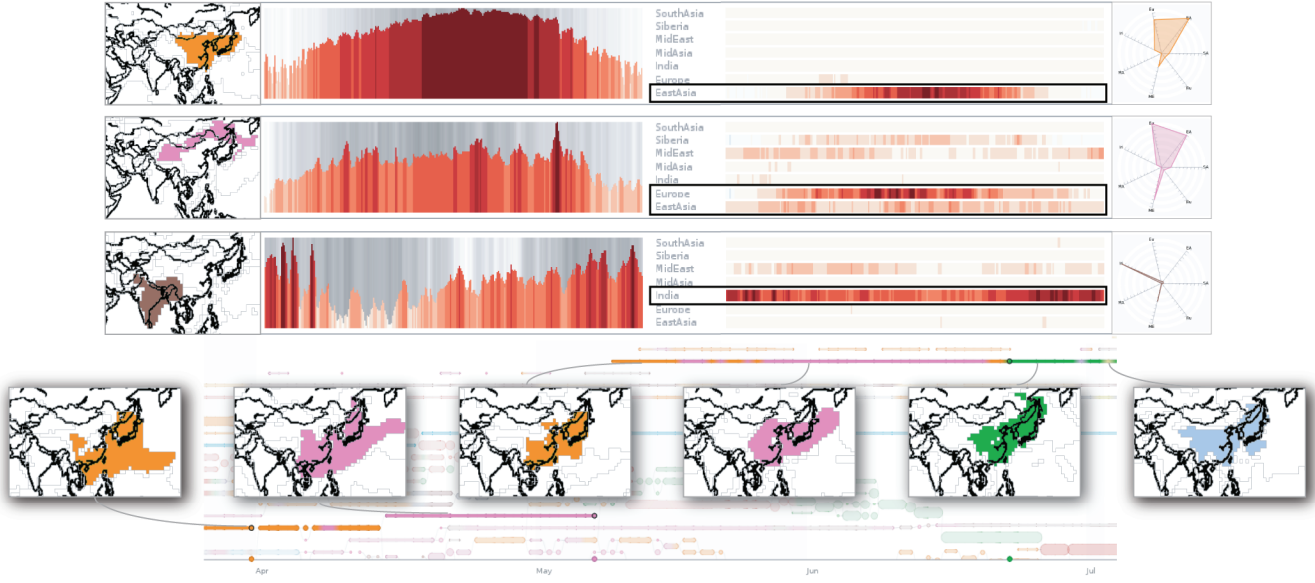 SouthAsia
Siberia
MidEast
MidAsia
India
Europe
EastAsia
SouthAsia
Siberia
MidEast
MidAsia
India
Europe
EastAsia
SouthAsia
Siberia
MidEast
MidAsia
India
Europe
EastAsia
Apr
May
Jun
Jul